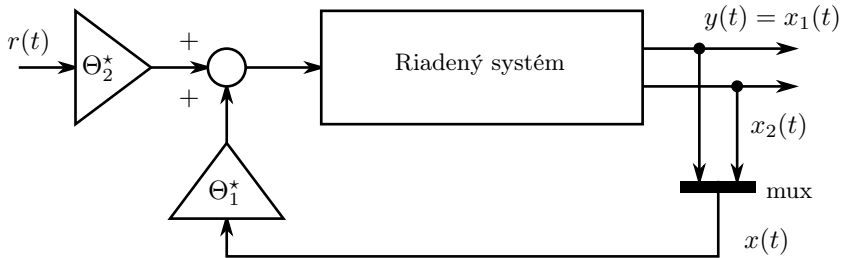 r(t)
Θ₂*
+
+
Riadený systém
y(t) = x₁(t)
x₂(t)
Θ₁*
mux
x(t)